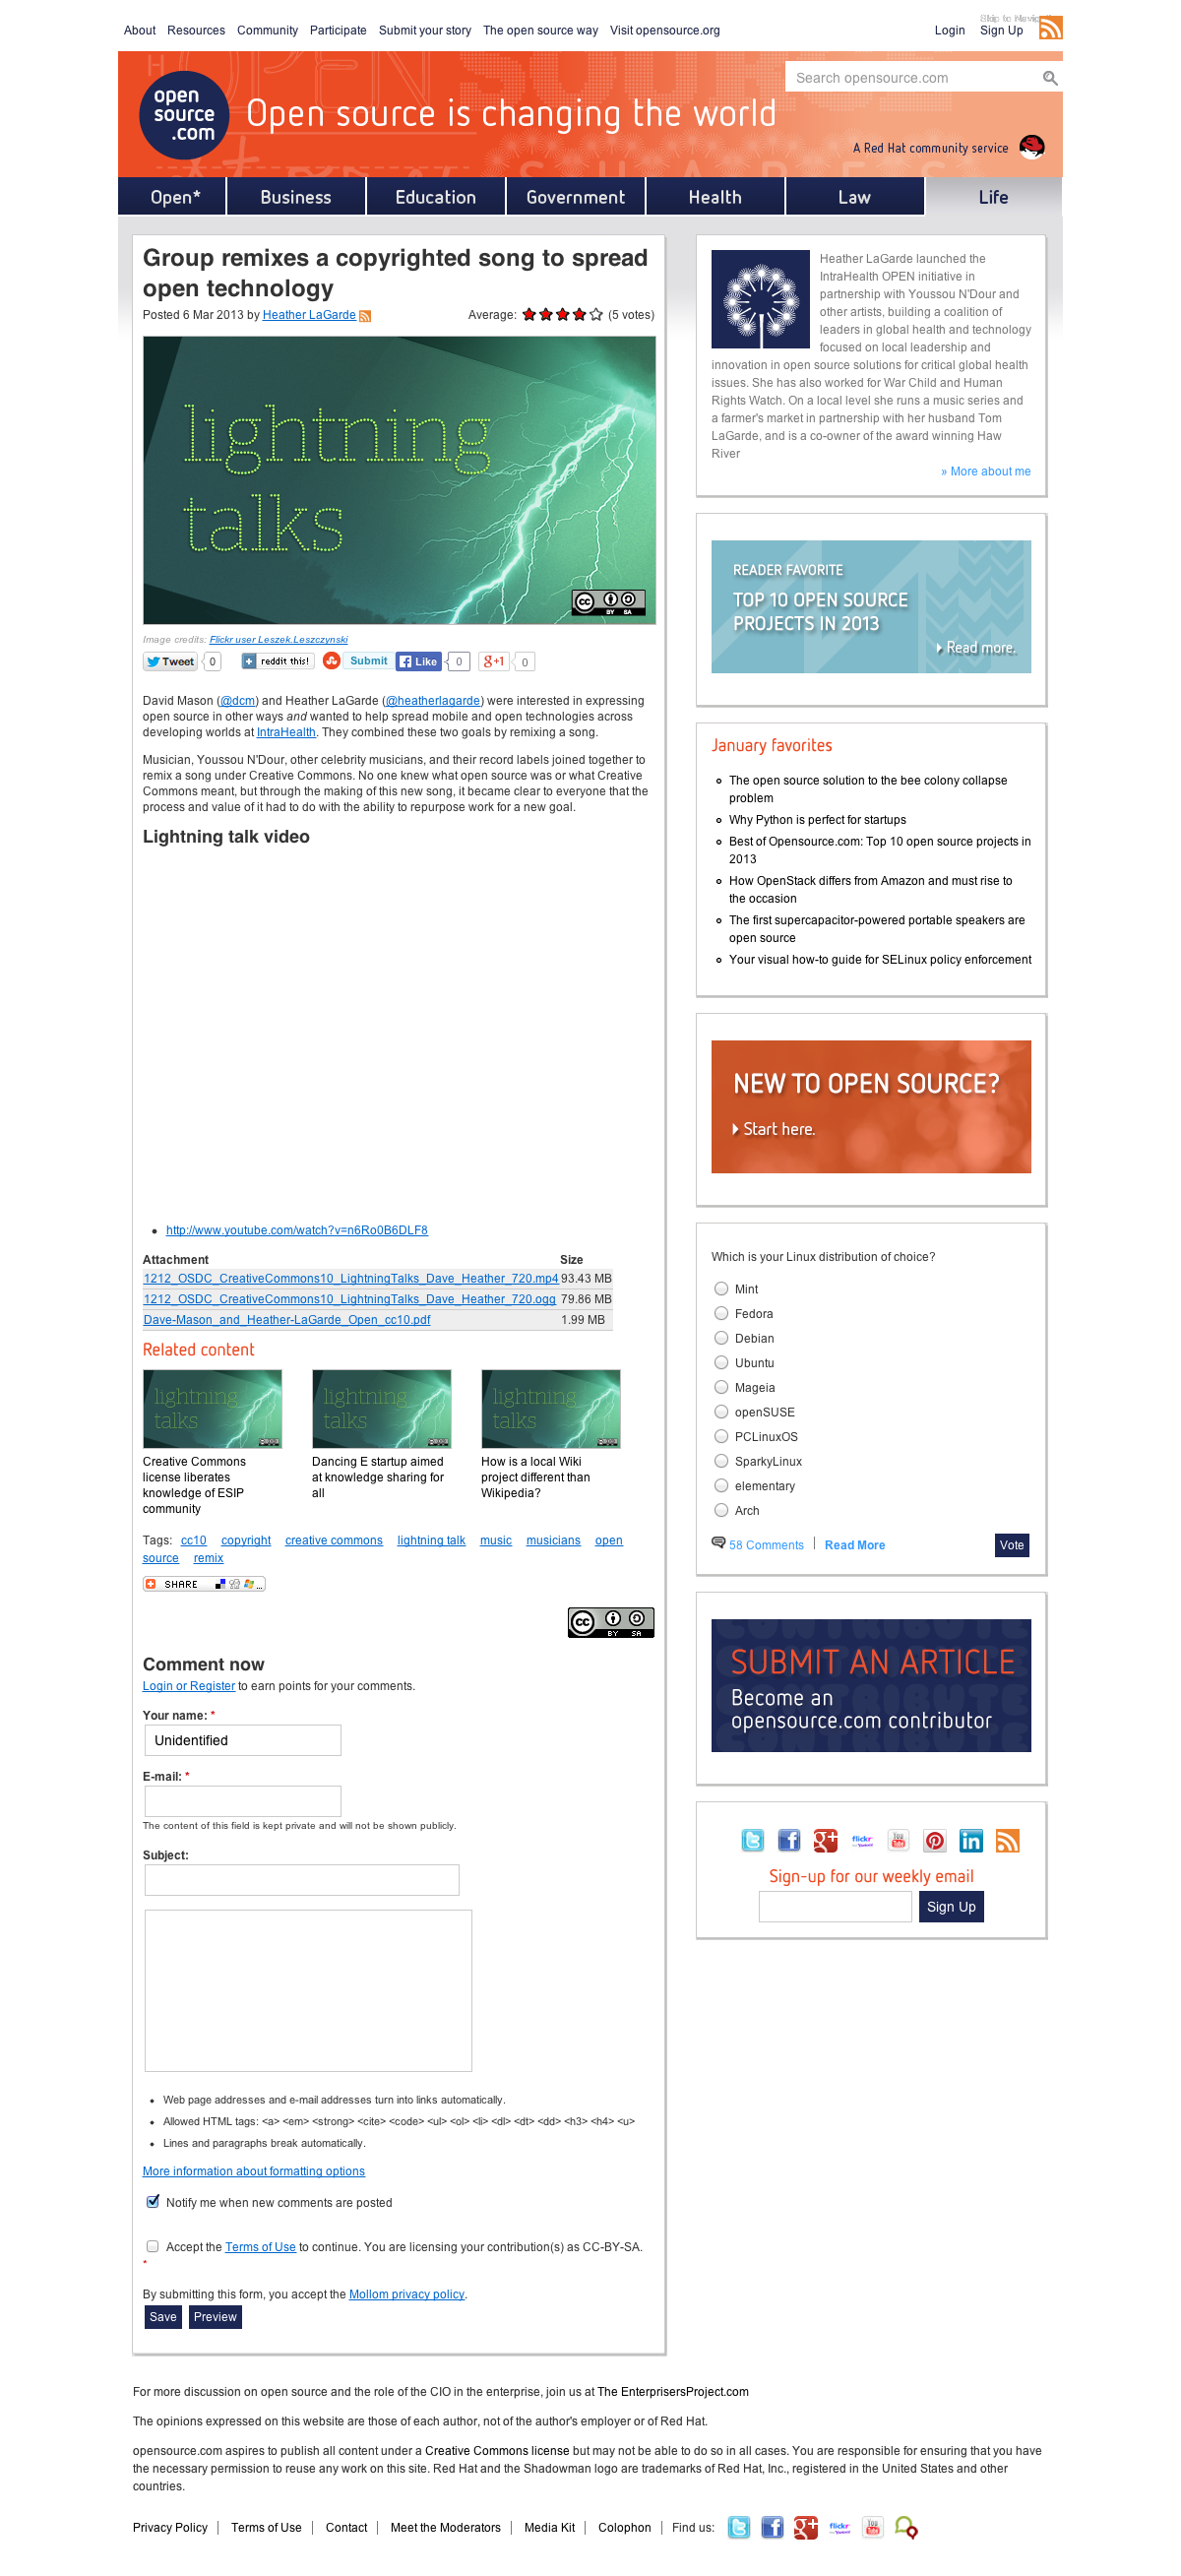 About Resources Community Participate Submit your story The open source way Visit opensource.org
Login Sign Up
open
source
.com
Open source is changing the world
Search opensource.com
A Red Hat community service
Open* Business Education Government Health Law Life
Group remixes a copyrighted song to spread
open technology
Posted 6 Mar 2013 by Heather LaGarde
Average: (5 votes)
lightning
talks
CC BY SA
Image credits: Flickr user Leszek.Leszczynski
Tweet 0 reddit this! Submit Like 0 g+1 0
David Mason (@dcm) and Heather LaGarde (@heatherlagarde) were interested in expressing
open source in other ways and wanted to help spread mobile and open technologies across
developing worlds at IntraHealth. They combined these two goals by remixing a song.
Musician, Youssou N'Dour, other celebrity musicians, and their record labels joined together to
remix a song under Creative Commons. No one knew what open source was or what Creative
Commons meant, but through the making of this new song, it became clear to everyone that the
process and value of it had to do with the ability to repurpose work for a new goal.
Lightning talk video
http://www.youtube.com/watch?v=n6Ro0B6DLF8
Attachment Size
1212_OSDC_CreativeCommons10_LightningTalks_Dave_Heather_720.mp4 93.43 MB
1212_OSDC_CreativeCommons10_LightningTalks_Dave_Heather_720.ogg 79.86 MB
Dave-Mason_and_Heather-LaGarde_Open_cc10.pdf 1.99 MB
Related content
lightning
talks
lightning
talks
lightning
talks
Creative Commons
license liberates
knowledge of ESIP
community
Dancing E startup aimed
at knowledge sharing for
all
How is a local Wiki
project different than
Wikipedia?
Tags: cc10 copyright creative commons lightning talk music musicians open
source remix
SHARE
CC BY SA
Comment now
Login or Register to earn points for your comments.
Your name: *
Unidentified
E-mail: *
The content of this field is kept private and will not be shown publicly.
Subject:
Web page addresses and e-mail addresses turn into links automatically.
Allowed HTML tags: <a> <em> <strong> <cite> <code> <ul> <ol> <li> <dl> <dt> <dd> <h3> <h4> <u>
Lines and paragraphs break automatically.
More information about formatting options
Notify me when new comments are posted
Accept the Terms of Use to continue. You are licensing your contribution(s) as CC-BY-SA.
*
By submitting this form, you accept the Mollom privacy policy.
Save Preview
Heather LaGarde launched the
IntraHealth OPEN initiative in
partnership with Youssou N'Dour and
other artists, building a coalition of
leaders in global health and technology
focused on local leadership and
innovation in open source solutions for critical global health
issues. She has also worked for War Child and Human
Rights Watch. On a local level she runs a music series and
a farmer's market in partnership with her husband Tom
LaGarde, and is a co-owner of the award winning Haw
River
» More about me
READER FAVORITE
TOP 10 OPEN SOURCE
PROJECTS IN 2013
Read more.
January favorites
The open source solution to the bee colony collapse
problem
Why Python is perfect for startups
Best of Opensource.com: Top 10 open source projects in
2013
How OpenStack differs from Amazon and must rise to
the occasion
The first supercapacitor-powered portable speakers are
open source
Your visual how-to guide for SELinux policy enforcement
NEW TO OPEN SOURCE?
Start here.
Which is your Linux distribution of choice?
Mint
Fedora
Debian
Ubuntu
Mageia
openSUSE
PCLinuxOS
SparkyLinux
elementary
Arch
58 Comments Read More Vote
SUBMIT AN ARTICLE
Become an
opensource.com contributor
flickr
You Tube
Sign-up for our weekly email
Sign Up
For more discussion on open source and the role of the CIO in the enterprise, join us at The EnterprisersProject.com
The opinions expressed on this website are those of each author, not of the author's employer or of Red Hat.
opensource.com aspires to publish all content under a Creative Commons license but may not be able to do so in all cases. You are responsible for ensuring that you have
the necessary permission to reuse any work on this site. Red Hat and the Shadowman logo are trademarks of Red Hat, Inc., registered in the United States and other
countries.
Privacy Policy Terms of Use Contact Meet the Moderators Media Kit Colophon Find us: flickr You Tube